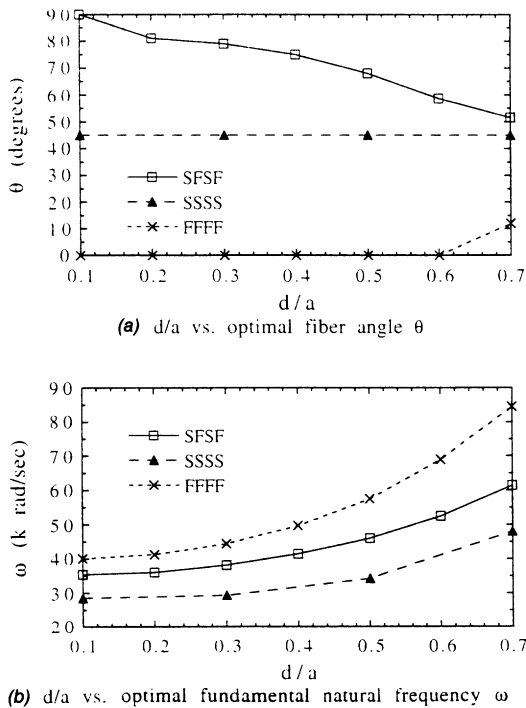 90
80
70
60
50
40
30
20
10
0
θ (degrees)
SFSF
SSSS
FFFF
0.1 0.2 0.3 0.4 0.5 0.6 0.7
d/a
(a) d/a vs. optimal fiber angle θ
90
80
70
60
50
40
30
20
ω (k rad/sec)
SFSF
SSSS
FFFF
0.1 0.2 0.3 0.4 0.5 0.6 0.7
d/a
(b) d/a vs. optimal fundamental natural frequency ω